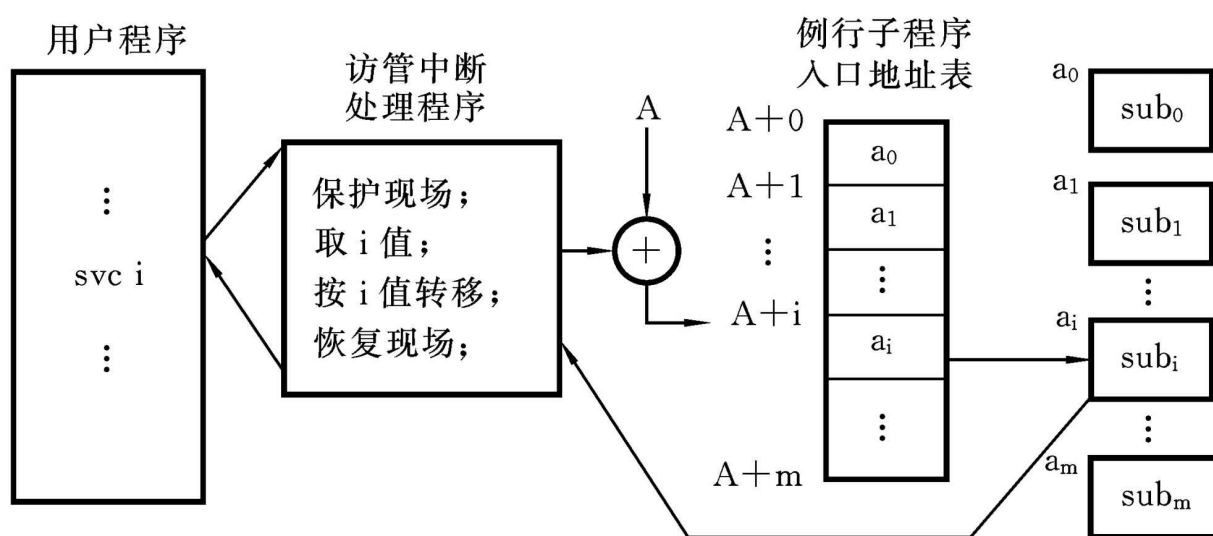 用户程序
⋮
svc i
⋮
访管中断
处理程序
保护现场；
取 i 值；
按 i 值转移；
恢复现场；
A
+
例行子程序
入口地址表
A+0
A+1
⋮
A+i
A+m
a₀
a₁
⋮
aᵢ
⋮
a₀
sub₀
a₁
sub₁
⋮
aᵢ
subᵢ
⋮
aₘ
subₘ